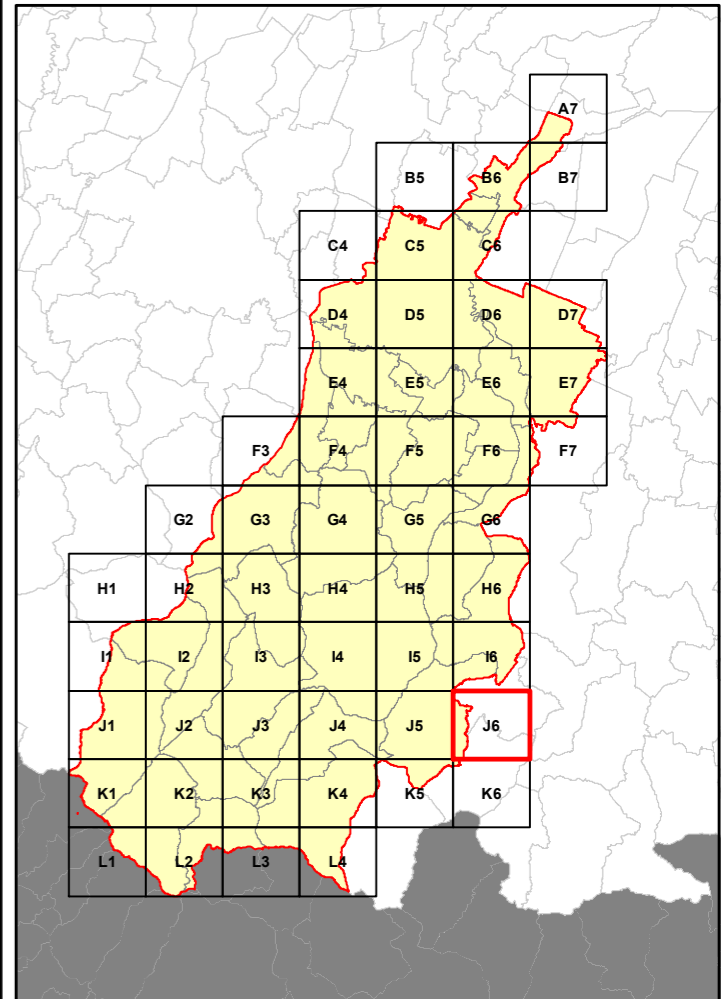 A7
B5 B6 B7
C4 C5 C6
D4 D5 D6 D7
E4 E5 E6 E7
F3 F4 F5 F6 F7
G2 G3 G4 G5 G6
H1 H2 H3 H4 H5 H6
I1 I2 I3 I4 I5 I6
J1 J2 J3 J4 J5 J6
K1 K2 K3 K4 K5 K6
L1 L2 L3 L4